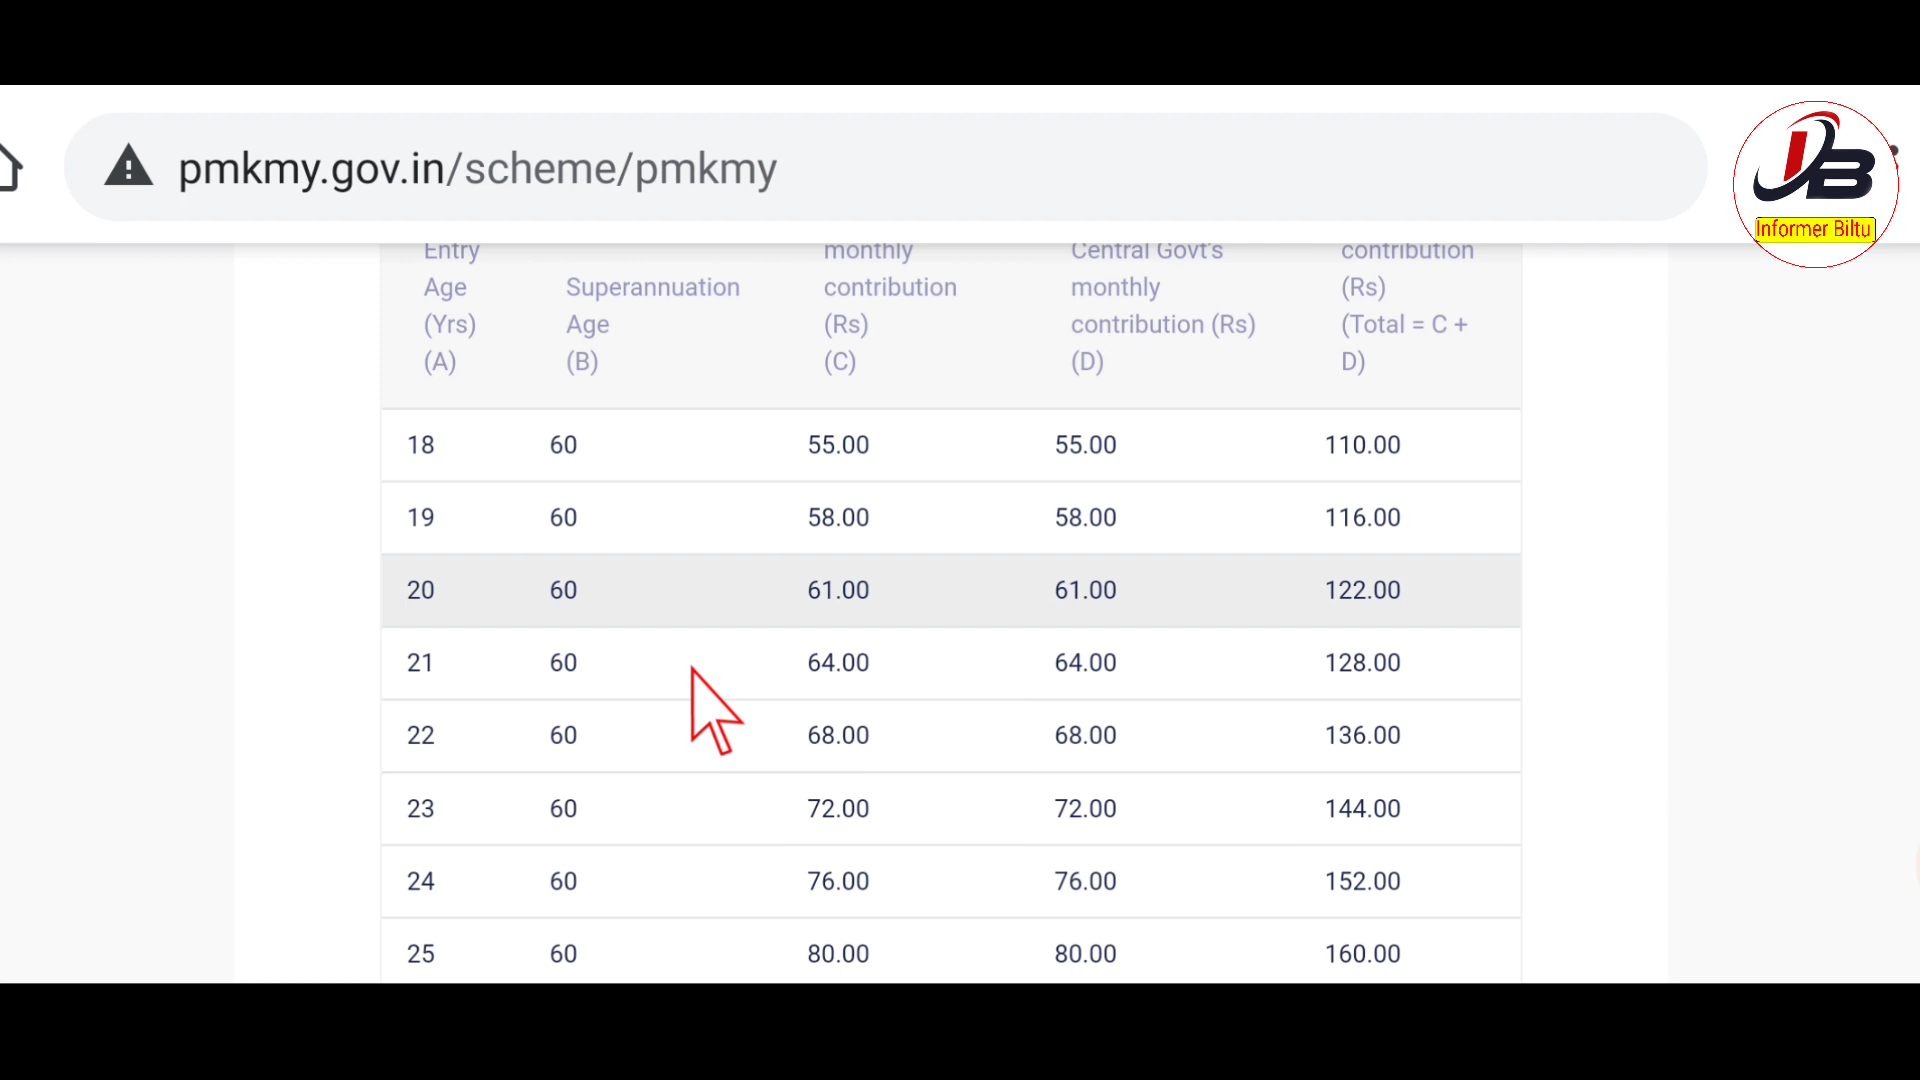 pmkmy.gov.in/scheme/pmkmy
Informer Biltu
Entry Age (Yrs) (A) Superannuation Age (B) monthly contribution (Rs) (C) Central Govt's monthly contribution (Rs) (D) contribution (Rs) (Total = C + D)
18 60 55.00 55.00 110.00
19 60 58.00 58.00 116.00
20 60 61.00 61.00 122.00
21 60 64.00 64.00 128.00
22 60 68.00 68.00 136.00
23 60 72.00 72.00 144.00
24 60 76.00 76.00 152.00
25 60 80.00 80.00 160.00